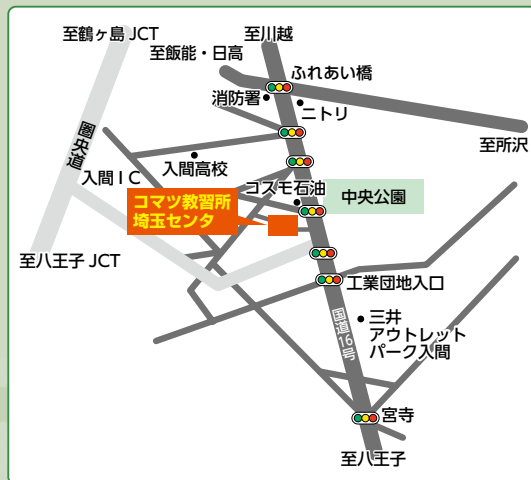 至鶴ヶ島 JCT
至川越
至飯能・日高
ふれあい橋
消防署
ニトリ
至所沢
圏央道
入間高校
入間IC
コスモ石油
中央公園
コマツ教習所
埼玉センタ
至八王子 JCT
工業団地入口
国道16号
三井
アウトレット
パーク入間
宮寺
至八王子